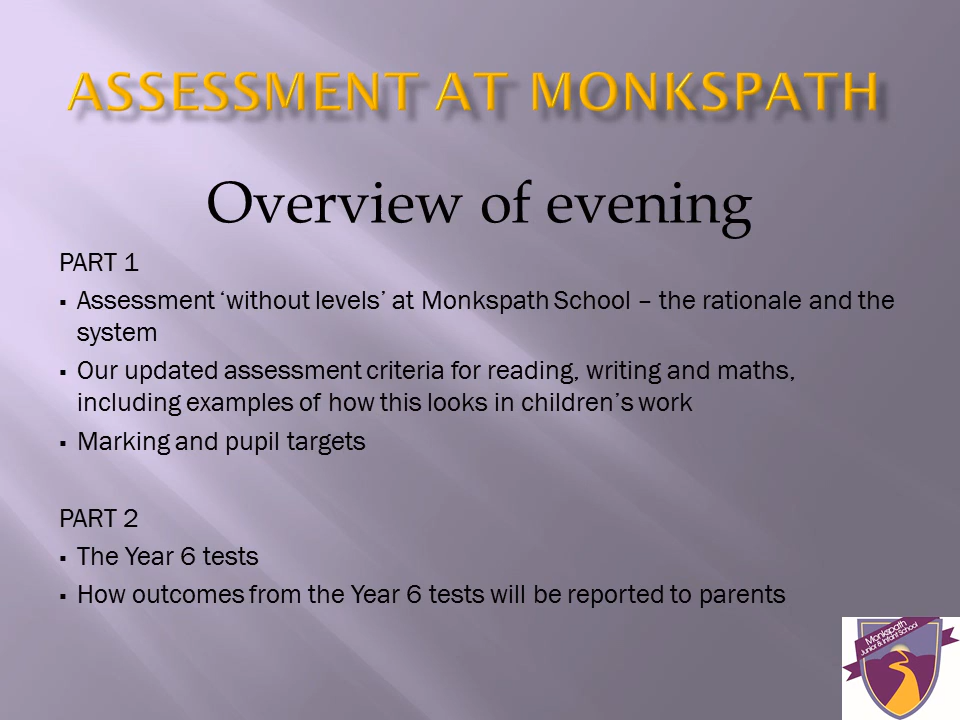 ASSESSMENT AT MONKSPATH
Overview of evening
PART 1
▪ Assessment ‘without levels’ at Monkspath School – the rationale and the
system
▪ Our updated assessment criteria for reading, writing and maths,
including examples of how this looks in children’s work
▪ Marking and pupil targets
PART 2
▪ The Year 6 tests
▪ How outcomes from the Year 6 tests will be reported to parents
Monkspath
Junior & Infant School